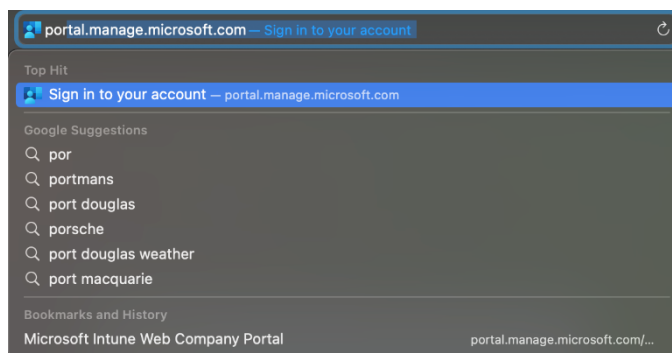 portal.manage.microsoft.com — Sign in to your account
Top Hit
Sign in to your account — portal.manage.microsoft.com
Google Suggestions
por
portmans
port douglas
porsche
port douglas weather
port macquarie
Bookmarks and History
Microsoft Intune Web Company Portal portal.manage.microsoft.com/...